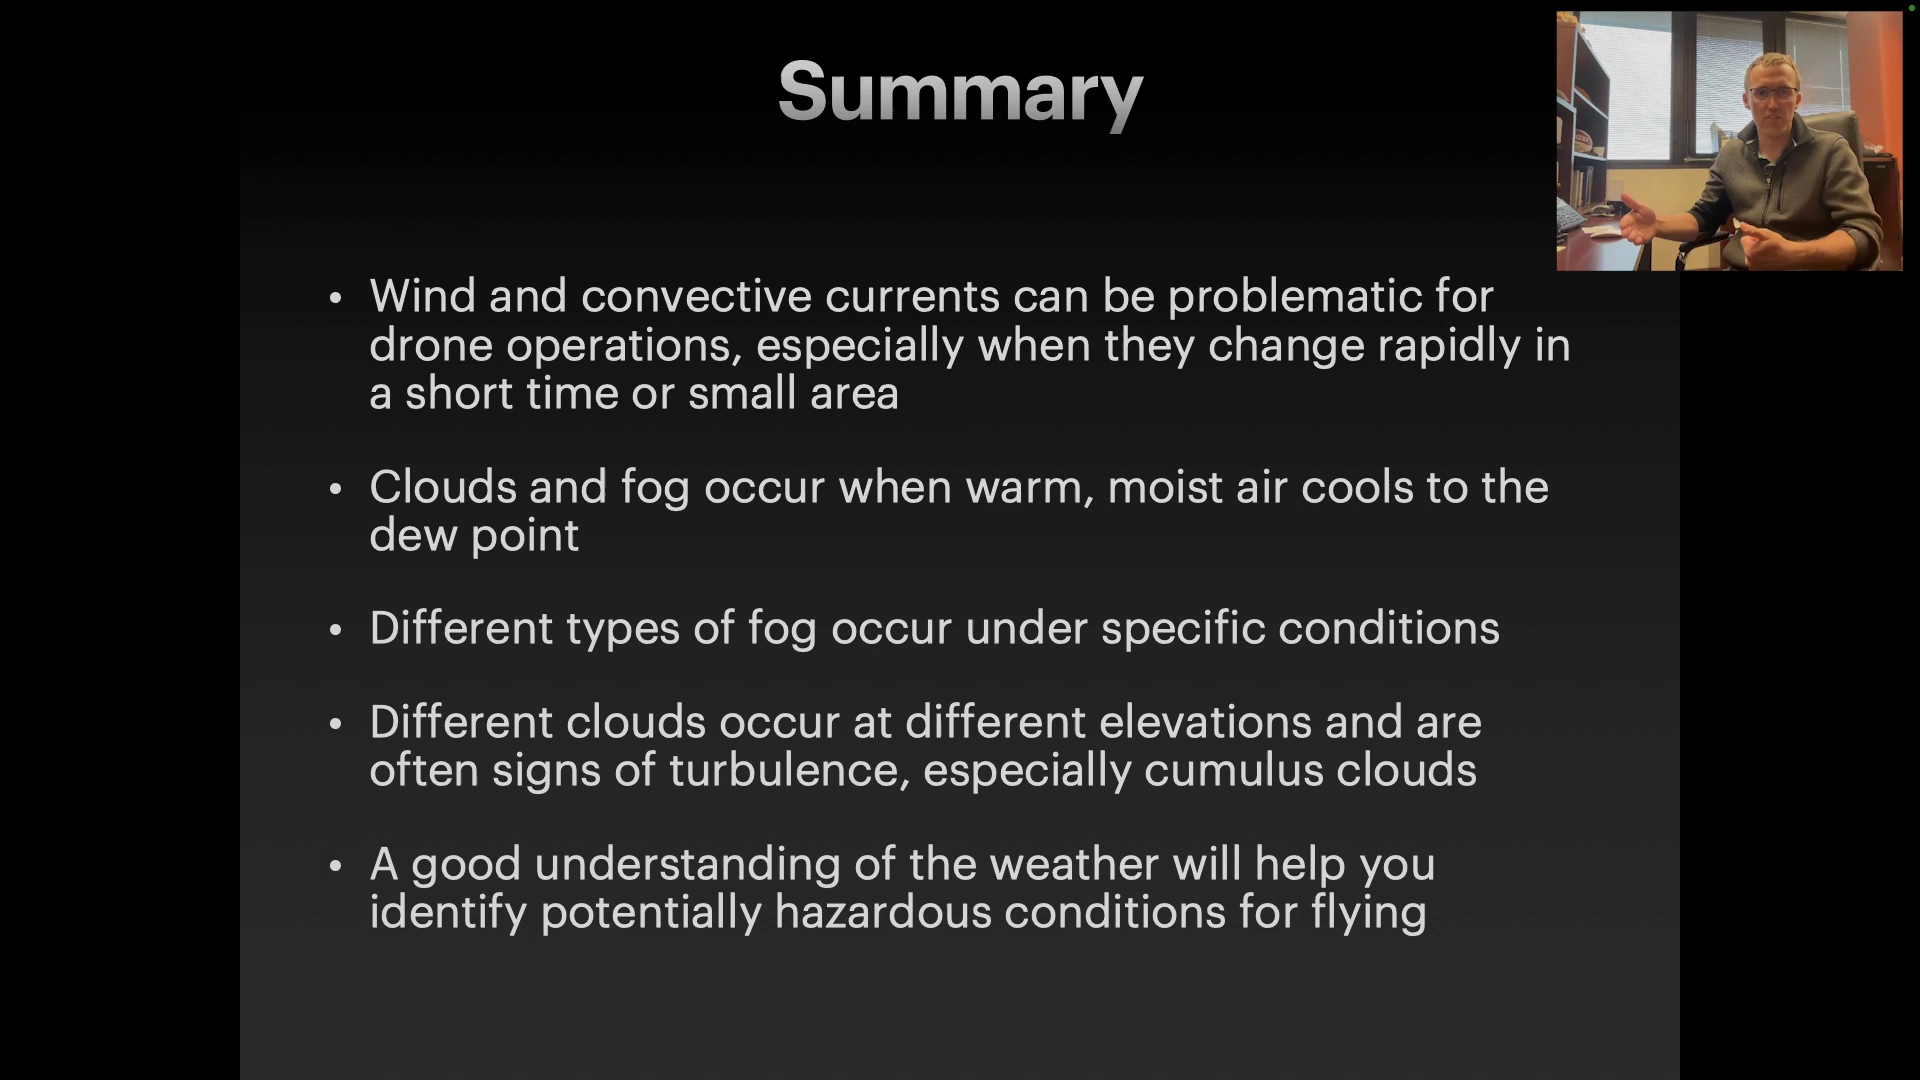 Summary
• Wind and convective currents can be problematic for
drone operations, especially when they change rapidly in
a short time or small area
• Clouds and fog occur when warm, moist air cools to the
dew point
• Different types of fog occur under specific conditions
• Different clouds occur at different elevations and are
often signs of turbulence, especially cumulus clouds
• A good understanding of the weather will help you
identify potentially hazardous conditions for flying